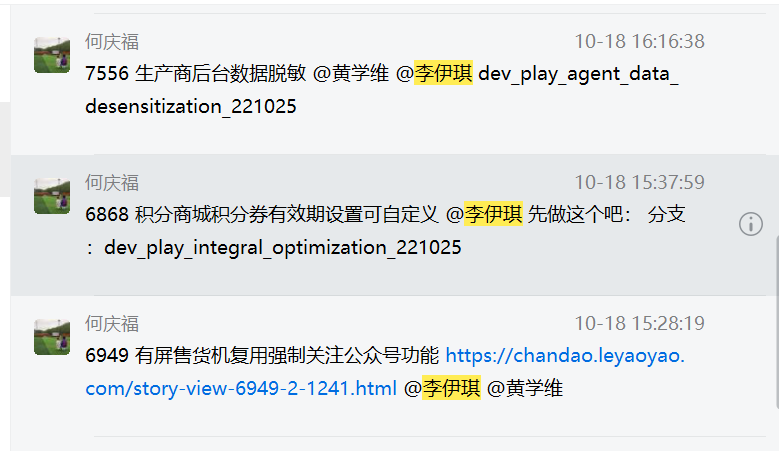 何庆福
10-18 16:16:38
7556 生产商后台数据脱敏 @黄学维 @李伊琪 dev_play_agent_data_
desensitization_221025
何庆福
10-18 15:37:59
6868 积分商城积分券有效期设置可自定义 @李伊琪 先做这个吧： 分支
：dev_play_integral_optimization_221025
何庆福
10-18 15:28:19
6949 有屏售货机复用强制关注公众号功能 https://chandao.leyaoyao.
com/story-view-6949-2-1241.html @李伊琪 @黄学维